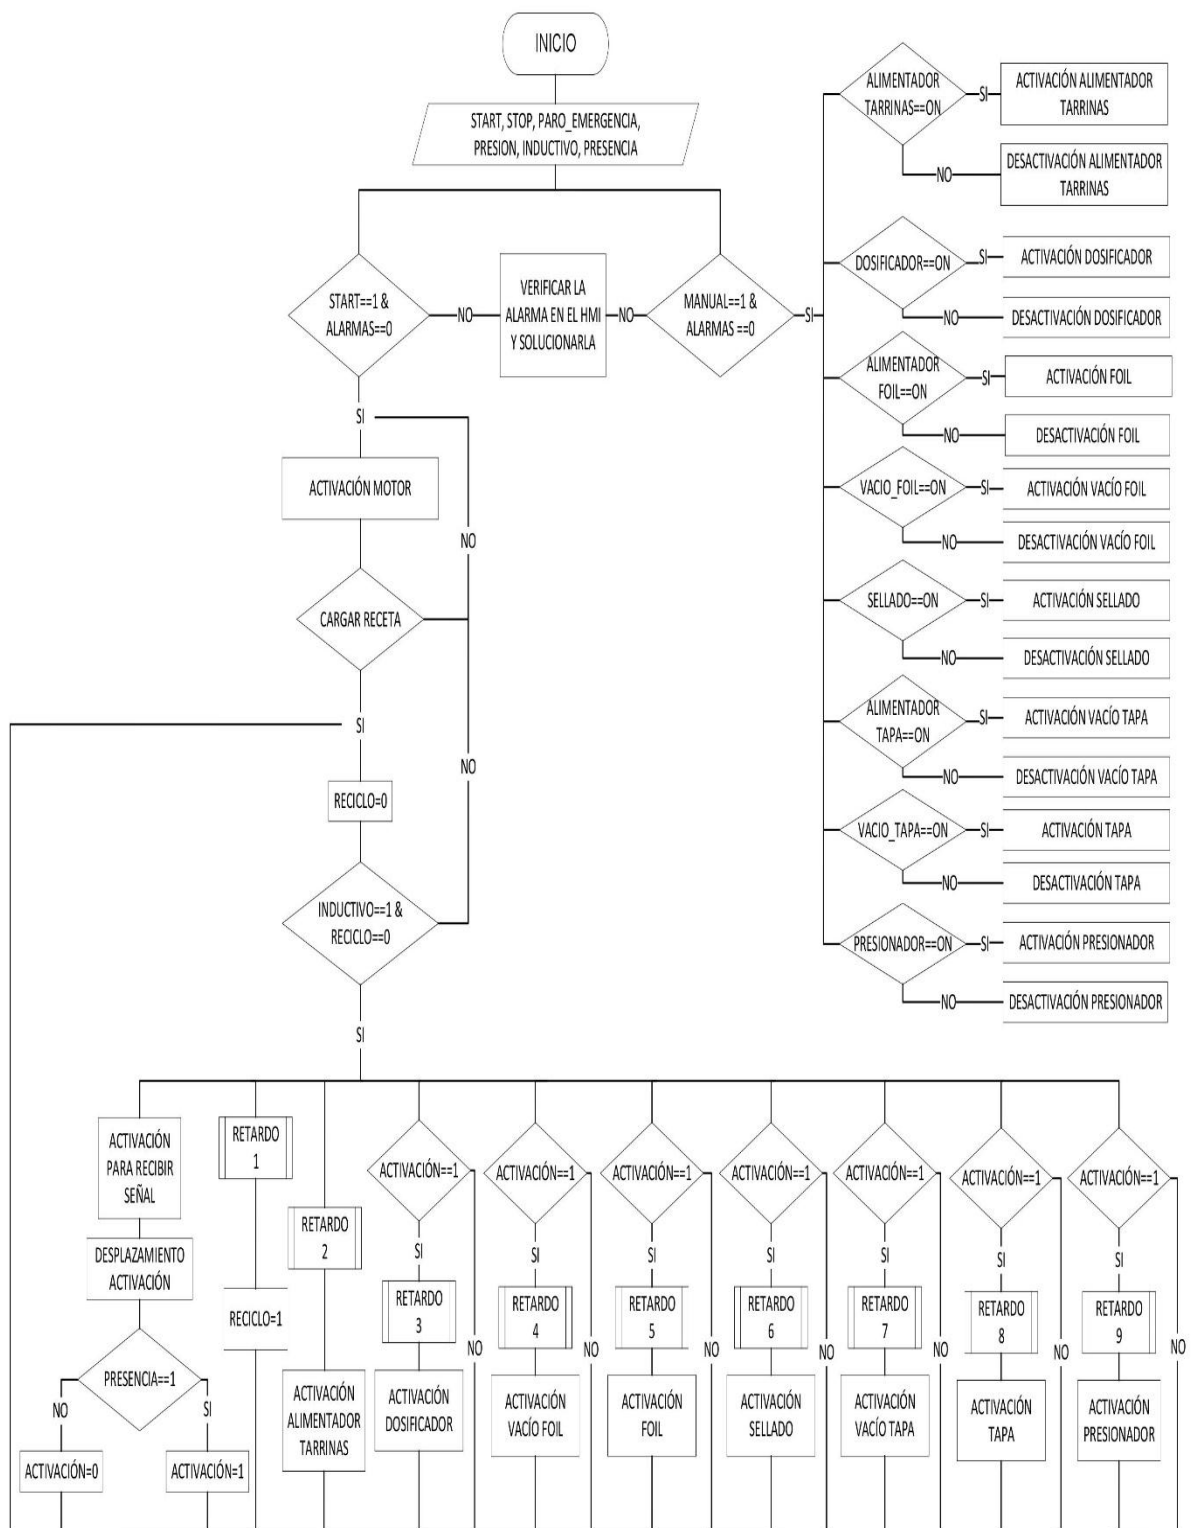 INICIO
START, STOP, PARO_EMERGENCIA,
PRESION, INDUCTIVO, PRESENCIA
START==1 &
ALARMAS==0
NO
VERIFICAR LA
ALARMA EN EL HMI
Y SOLUCIONARLA
NO
MANUAL==1 &
ALARMAS ==0
SI
SI
ACTIVACIÓN MOTOR
NO
CARGAR RECETA
SI
NO
RECICLO=0
INDUCTIVO==1 &
RECICLO==0
SI
ALIMENTADOR
TARRINAS==ON
SI
ACTIVACIÓN ALIMENTADOR
TARRINAS
NO
DESACTIVACIÓN ALIMENTADOR
TARRINAS
DOSIFICADOR==ON
SI
ACTIVACIÓN DOSIFICADOR
NO
DESACTIVACIÓN DOSIFICADOR
ALIMENTADOR
FOIL==ON
SI
ACTIVACIÓN FOIL
NO
DESACTIVACIÓN FOIL
VACIO_FOIL==ON
SI
ACTIVACIÓN VACÍO FOIL
NO
DESACTIVACIÓN VACÍO FOIL
SELLADO==ON
SI
ACTIVACIÓN SELLADO
NO
DESACTIVACIÓN SELLADO
ALIMENTADOR
TAPA==ON
SI
ACTIVACIÓN VACÍO TAPA
NO
DESACTIVACIÓN VACÍO TAPA
VACIO_TAPA==ON
SI
ACTIVACIÓN TAPA
NO
DESACTIVACIÓN TAPA
PRESIONADOR==ON
SI
ACTIVACIÓN PRESIONADOR
NO
DESACTIVACIÓN PRESIONADOR
ACTIVACIÓN
PARA RECIBIR
SEÑAL
DESPLAZAMIENTO
ACTIVACIÓN
PRESENCIA==1
NO
SI
ACTIVACIÓN=0
ACTIVACIÓN=1
RETARDO
1
RECICLO=1
RETARDO
2
ACTIVACIÓN
ALIMENTADOR
TARRINAS
ACTIVACIÓN==1
SI
RETARDO
3
NO
ACTIVACIÓN
DOSIFICADOR
ACTIVACIÓN==1
SI
RETARDO
4
NO
ACTIVACIÓN
VACÍO FOIL
ACTIVACIÓN==1
SI
RETARDO
5
NO
ACTIVACIÓN
FOIL
ACTIVACIÓN==1
SI
RETARDO
6
NO
ACTIVACIÓN
SELLADO
ACTIVACIÓN==1
SI
RETARDO
7
NO
ACTIVACIÓN
VACÍO TAPA
ACTIVACIÓN==1
SI
RETARDO
8
NO
ACTIVACIÓN
TAPA
ACTIVACIÓN==1
SI
RETARDO
9
NO
ACTIVACIÓN
PRESIONADOR